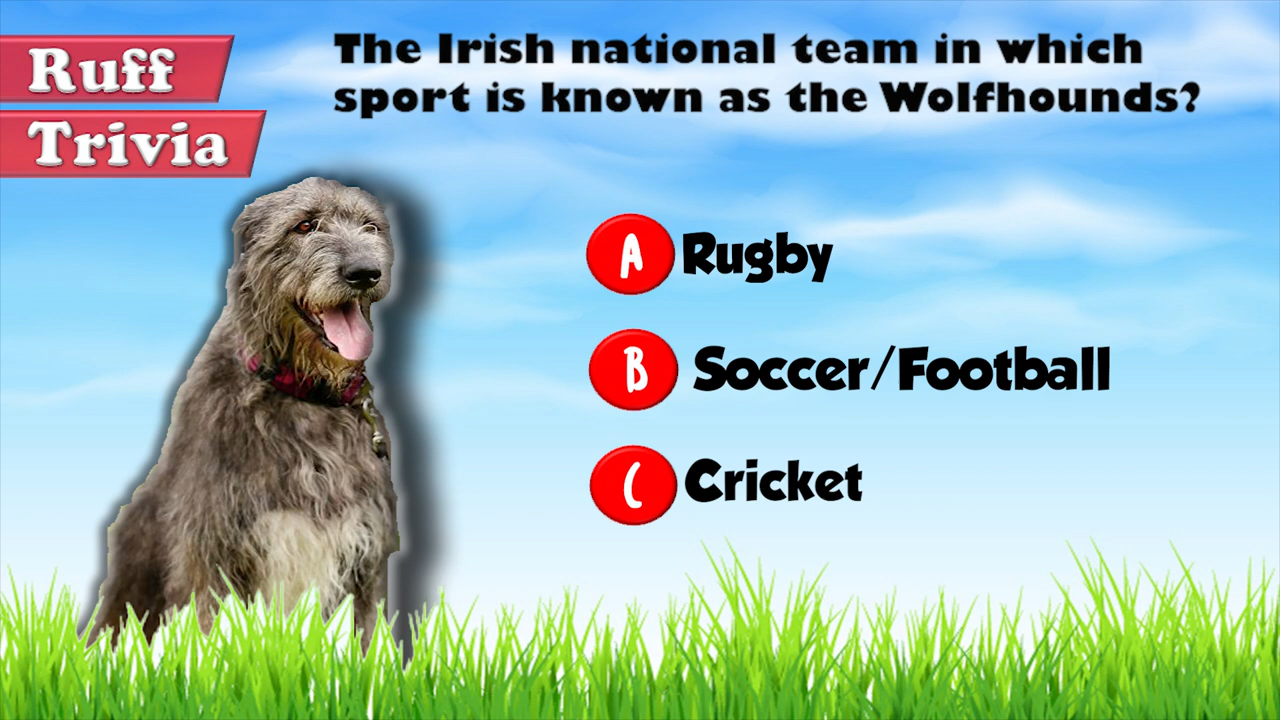 Ruff
Trivia
The Irish national team in which
sport is known as the Wolfhounds?
A Rugby
B Soccer/Football
C Cricket